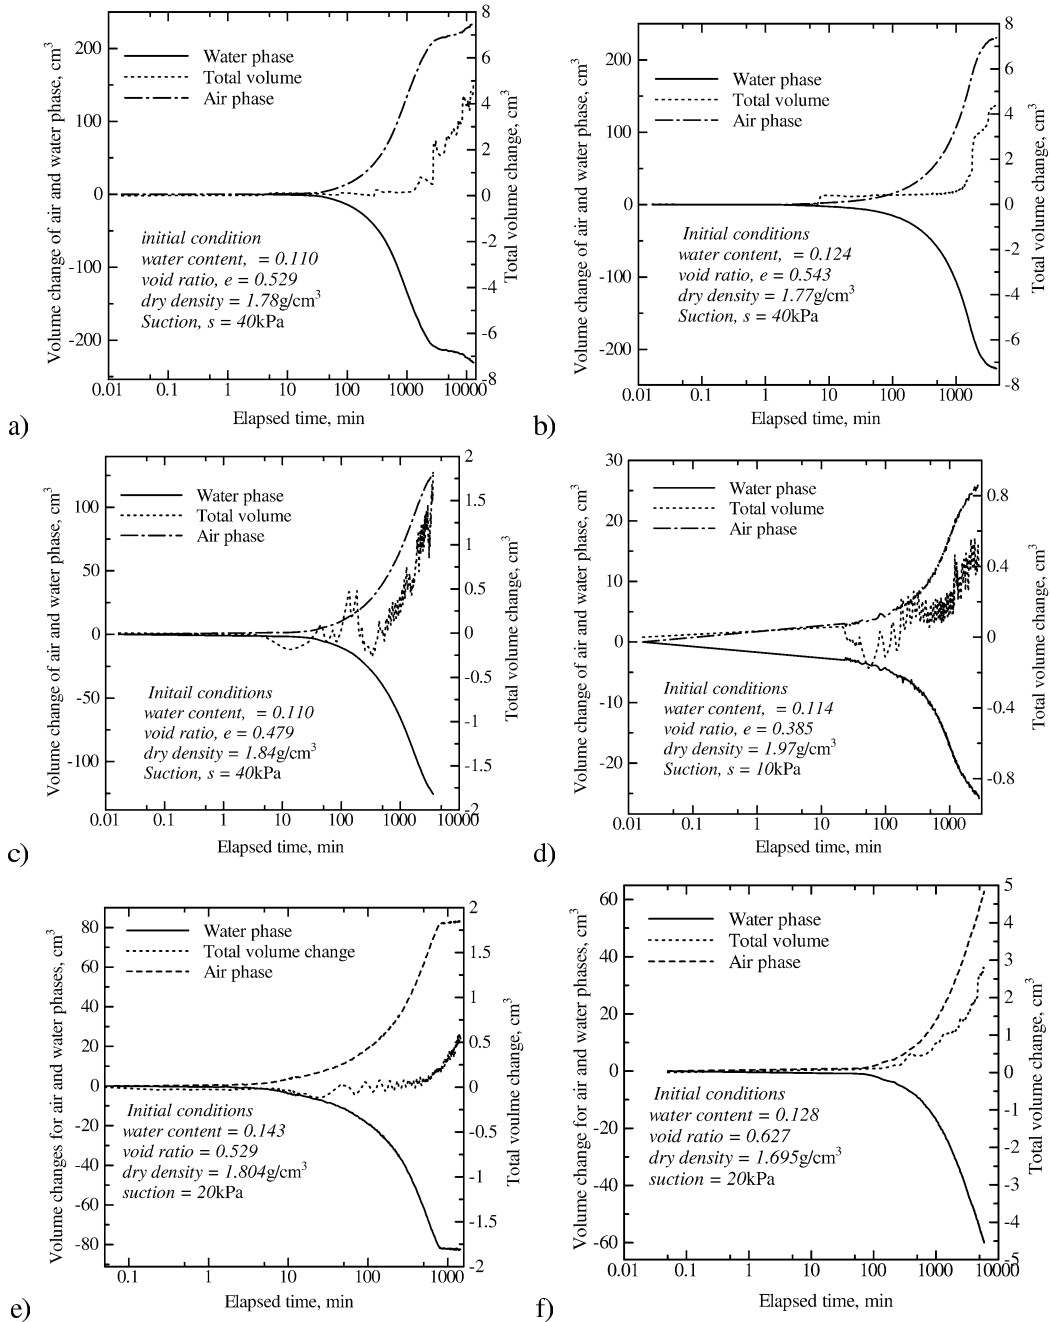 Volume change of air and water phase, cm3
200
150
100
0
-100
-200
8
6
4
2
0
-2
-4
-6
-8
Total volume change, cm3
Water phase
Total volume
Air phase
initial condition
water content, = 0.110
void ratio, e = 0.529
dry density = 1.78g/cm3
Suction, s = 40kPa
0.01 0.1 1 10 100 1000 10000
Elapsed time, min
a)
Volume change of air and water phase, cm3
200
100
0
-100
-200
8
6
4
2
0
-2
-4
-6
-8
Total volume change, cm3
Water phase
Total volume
Air phase
Initial conditions
water content, = 0.124
void ratio, e = 0.543
dry density = 1.77g/cm3
Suction, s = 40kPa
0.01 0.1 1 10 100 1000
Elapsed time, min
b)
Volume change of air and water phase, cm3
100
50
0
-50
-100
2
1.5
1
0.5
0
-0.5
-1
-1.5
-2
Total volume change, cm3
Water phase
Total volume
Air phase
Initail conditions
water content, = 0.110
void ratio, e = 0.479
dry density = 1.84g/cm3
Suction, s = 40kPa
0.01 0.1 1 10 100 1000 10000
Elapsed time, min
c)
Volume change of air and water phase, cm3
30
20
10
0
-10
-20
0.8
0.4
0
-0.4
-0.8
Total volume change, cm3
Water phase
Total volume
Air phase
Initial conditions
water content, = 0.114
void ratio, e = 0.385
dry density = 1.97g/cm3
Suction, s = 10kPa
0.01 0.1 1 10 100 1000
Elapsed time, min
d)
Volume changes for air and water phases, cm3
80
60
40
20
0
-20
-40
-60
-80
2
1.5
1
0.5
0
-0.5
-1
-1.5
-2
Total voulme change, cm3
Water phase
Total volume change
Air phase
Initial conditions
water content = 0.143
void ratio = 0.529
dry density = 1.804g/cm3
suction = 20kPa
0.1 1 10 100 1000
Elapsed time, min
e)
Volume change for air and water phases, cm3
60
40
20
0
-20
-40
-60
5
4
3
2
1
0
-1
-2
-3
-4
-5
Total volume change, cm3
Water phase
Total volume
Air phase
Initial conditions
water content = 0.128
void ratio = 0.627
dry density = 1.695g/cm3
suction = 20kPa
0.01 0.1 1 10 100 1000 10000
Elapsed time, min
f)